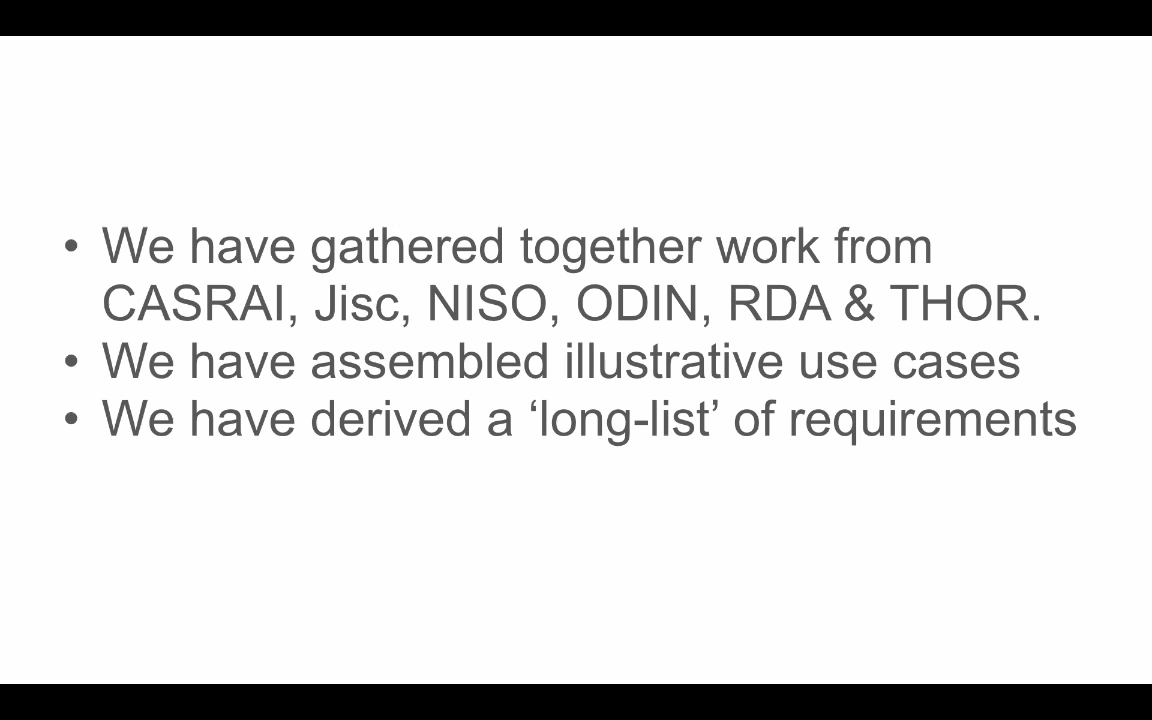 • We have gathered together work from
CASRAI, Jisc, NISO, ODIN, RDA & THOR.
• We have assembled illustrative use cases
• We have derived a ‘long-list’ of requirements